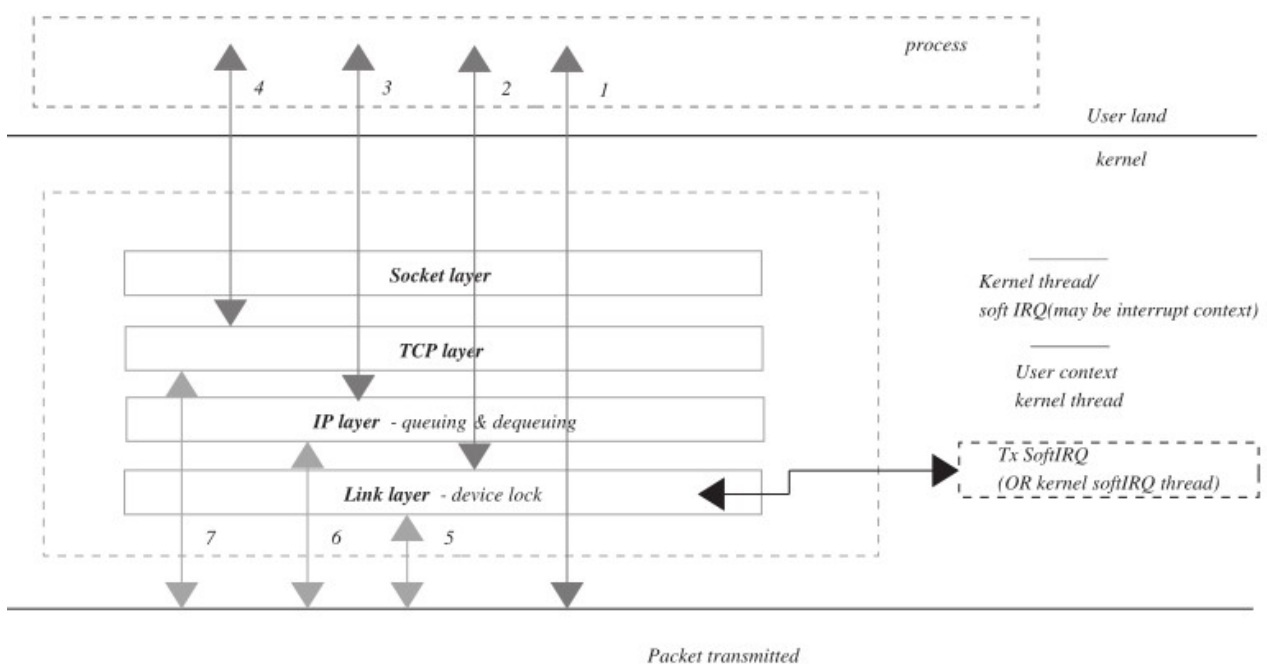 process
4 3 2 1
User land
kernel
Socket layer
Kernel thread/
soft IRQ(may be interrupt context)
TCP layer
User context
kernel thread
IP layer - queuing & dequeuing
Tx SoftIRQ
(OR kernel softIRQ thread)
Link layer - device lock
7 6 5
Packet transmitted